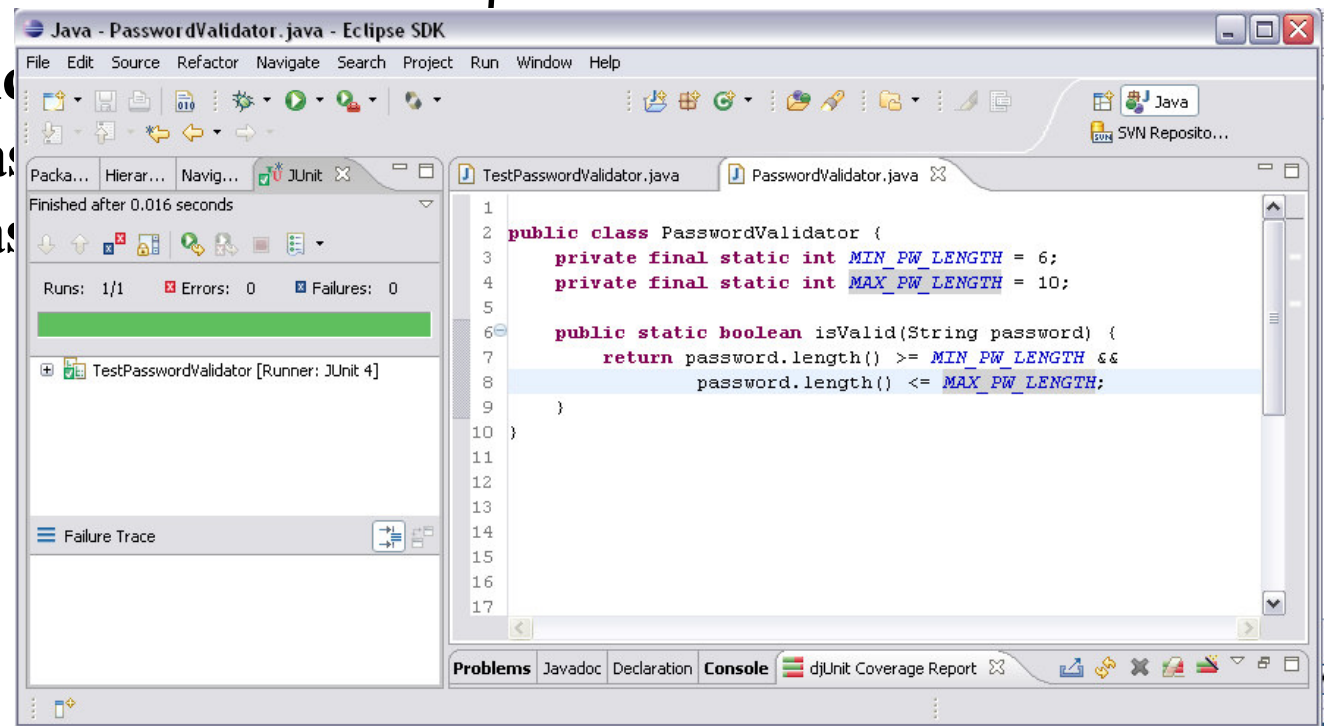 Java - PasswordValidator.java - Eclipse SDK
File Edit Source Refactor Navigate Search Project Run Window Help
Java
SVN Reposito...
Packa... Hierar... Navig... JUnit
TestPasswordValidator.java PasswordValidator.java
Finished after 0.016 seconds
Runs: 1/1 Errors: 0 Failures: 0
TestPasswordValidator [Runner: JUnit 4]
Failure Trace
1
2 public class PasswordValidator {
3 private final static int MIN_PW_LENGTH = 6;
4 private final static int MAX_PW_LENGTH = 10;
5
6 public static boolean isValid(String password) {
7 return password.length() >= MIN_PW_LENGTH &&
8 password.length() <= MAX_PW_LENGTH;
9 }
10 }
11
12
13
14
15
16
17
Problems Javadoc Declaration Console djUnit Coverage Report